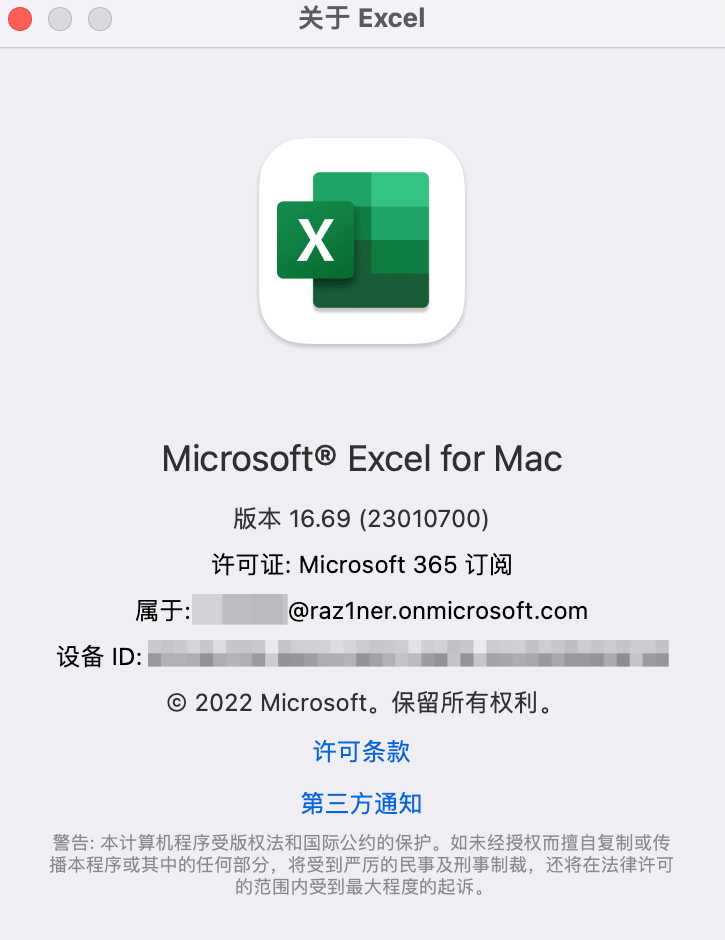 关于 Excel
X
Microsoft® Excel for Mac
版本 16.69 (23010700)
许可证: Microsoft 365 订阅
属于: @raz1ner.onmicrosoft.com
设备 ID:
© 2022 Microsoft。保留所有权利。
许可条款
第三方通知
警告: 本计算机程序受版权法和国际公约的保护。如未经授权而擅自复制或传
播本程序或其中的任何部分，将受到严厉的民事及刑事制裁，还将在法律许可
的范围内受到最大程度的起诉。